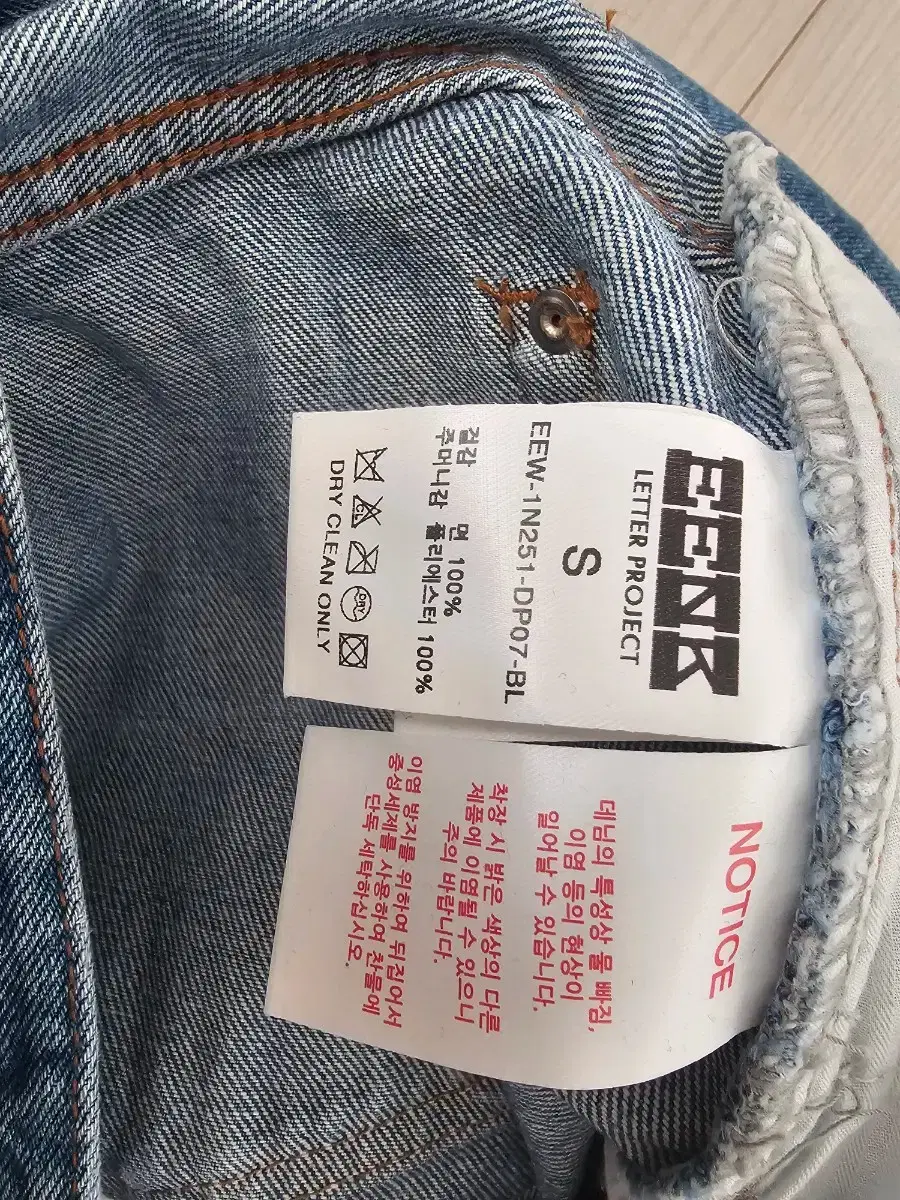 EENK
LETTER PROJECT
S
EEW-1N251-DP07-BL
겉감 면 100%
주머니감 폴리에스터 100%
DRY
DRY CLEAN ONLY
NOTICE
데님의 특성상 물 빠짐,
이염 등의 현상이
일어날 수 있습니다.
착장 시 밝은 색상의 다른
제품에 이염될 수 있으니
주의 바랍니다.
이염 방지를 위하여 뒤집어서
중성세제를 사용하여 찬물에
단독 세탁하십시오.